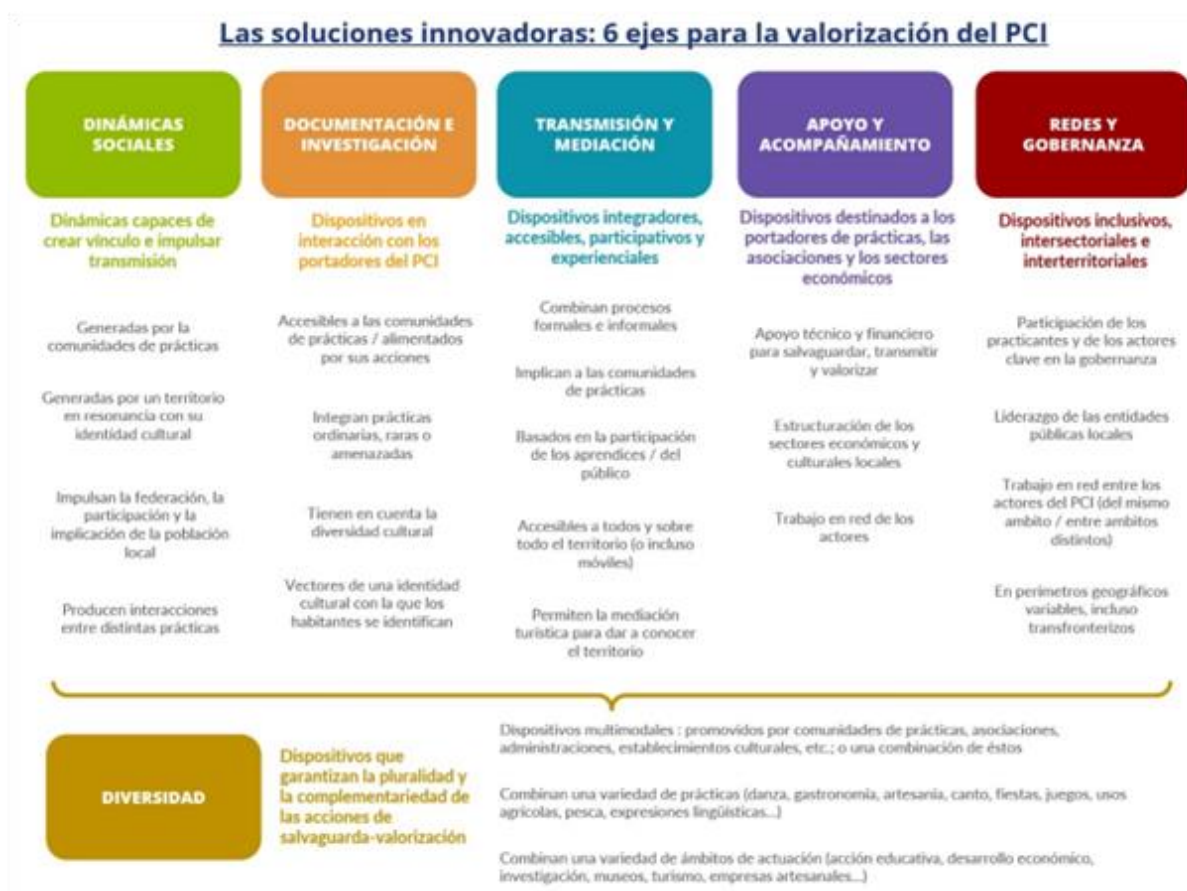 Las soluciones innovadoras: 6 ejes para la valorización del PCI
DINÁMICAS
SOCIALES
Dinámicas capaces de
crear vínculo e impulsar
transmisión
Generadas por la
comunidades de prácticas
Generadas por un territorio
en resonancia con su
identidad cultural
Impulsan la federación, la
participación y la
implicación de la población
local
Producen interacciones
entre distintas prácticas
DOCUMENTACIÓN E
INVESTIGACIÓN
Dispositivos en
interacción con los
portadores del PCI
Accesibles a las comunidades
de prácticas / alimentados
por sus acciones
Integran prácticas
ordinarias, raras o
amenazadas
Tienen en cuenta la
diversidad cultural
Vectores de una identidad
cultural con la que los
habitantes se identifican
TRANSMISIÓN Y
MEDIACIÓN
Dispositivos integradores,
accesibles, participativos y
experienciales
Combinan procesos
formales e informales
Implican a las comunidades
de prácticas
Basados en la participación
de los aprendices / del
público
Accesibles a todos y sobre
todo el territorio (o incluso
móviles)
Permiten la mediación
turística para dar a conocer
el territorio
APOYO Y
ACOMPAÑAMIENTO
Dispositivos destinados a los
portadores de prácticas, las
asociaciones y los sectores
económicos
Apoyo técnico y financiero
para salvaguardar, transmitir
y valorizar
Estructuración de los
sectores económicos y
culturales locales
Trabajo en red de los
actores
REDES Y
GOBERNANZA
Dispositivos inclusivos,
intersectoriales e
interterritoriales
Participación de los
practicantes y de los actores
clave en la gobernanza
Liderazgo de las entidades
públicas locales
Trabajo en red entre los
actores del PCI (del mismo
ambito / entre ambitos
distintos)
En perímetros geográficos
variables, incluso
transfronterizos
DIVERSIDAD
Dispositivos que
garantizan la pluralidad y
la complementariedad de
las acciones de
salvaguarda-valorización
Dispositivos multimodales : promovidos por comunidades de prácticas, asociaciones,
administraciones, establecimientos culturales, etc.; o una combinación de éstos
Combinan una variedad de prácticas (danza, gastronomía, artesanía, canto, fiestas, juegos, usos
agrícolas, pesca, expresiones lingüísticas...)
Combinan una variedad de ámbitos de actuación (acción educativa, desarrollo económico,
investigación, museos, turismo, empresas artesanales...)